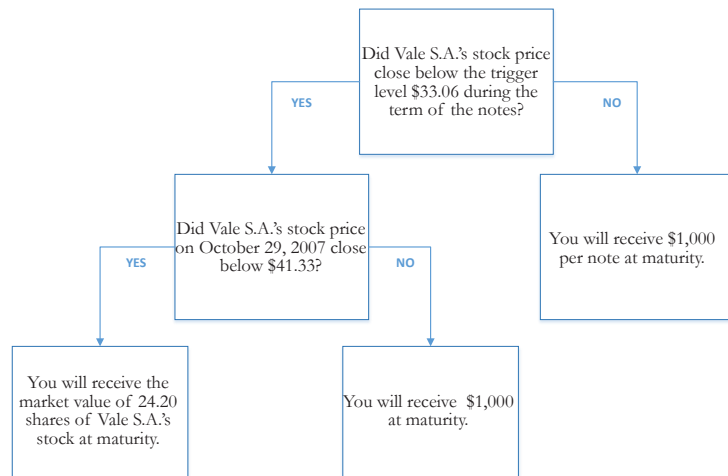 Did Vale S.A.'s stock price
close below the trigger
level $33.06 during the
term of the notes?
YES
NO
Did Vale S.A.'s stock price
on October 29, 2007 close
below $41.33?
You will receive $1,000
per note at maturity.
YES
NO
You will receive the
market value of 24.20
shares of Vale S.A.'s
stock at maturity.
You will receive $1,000
at maturity.